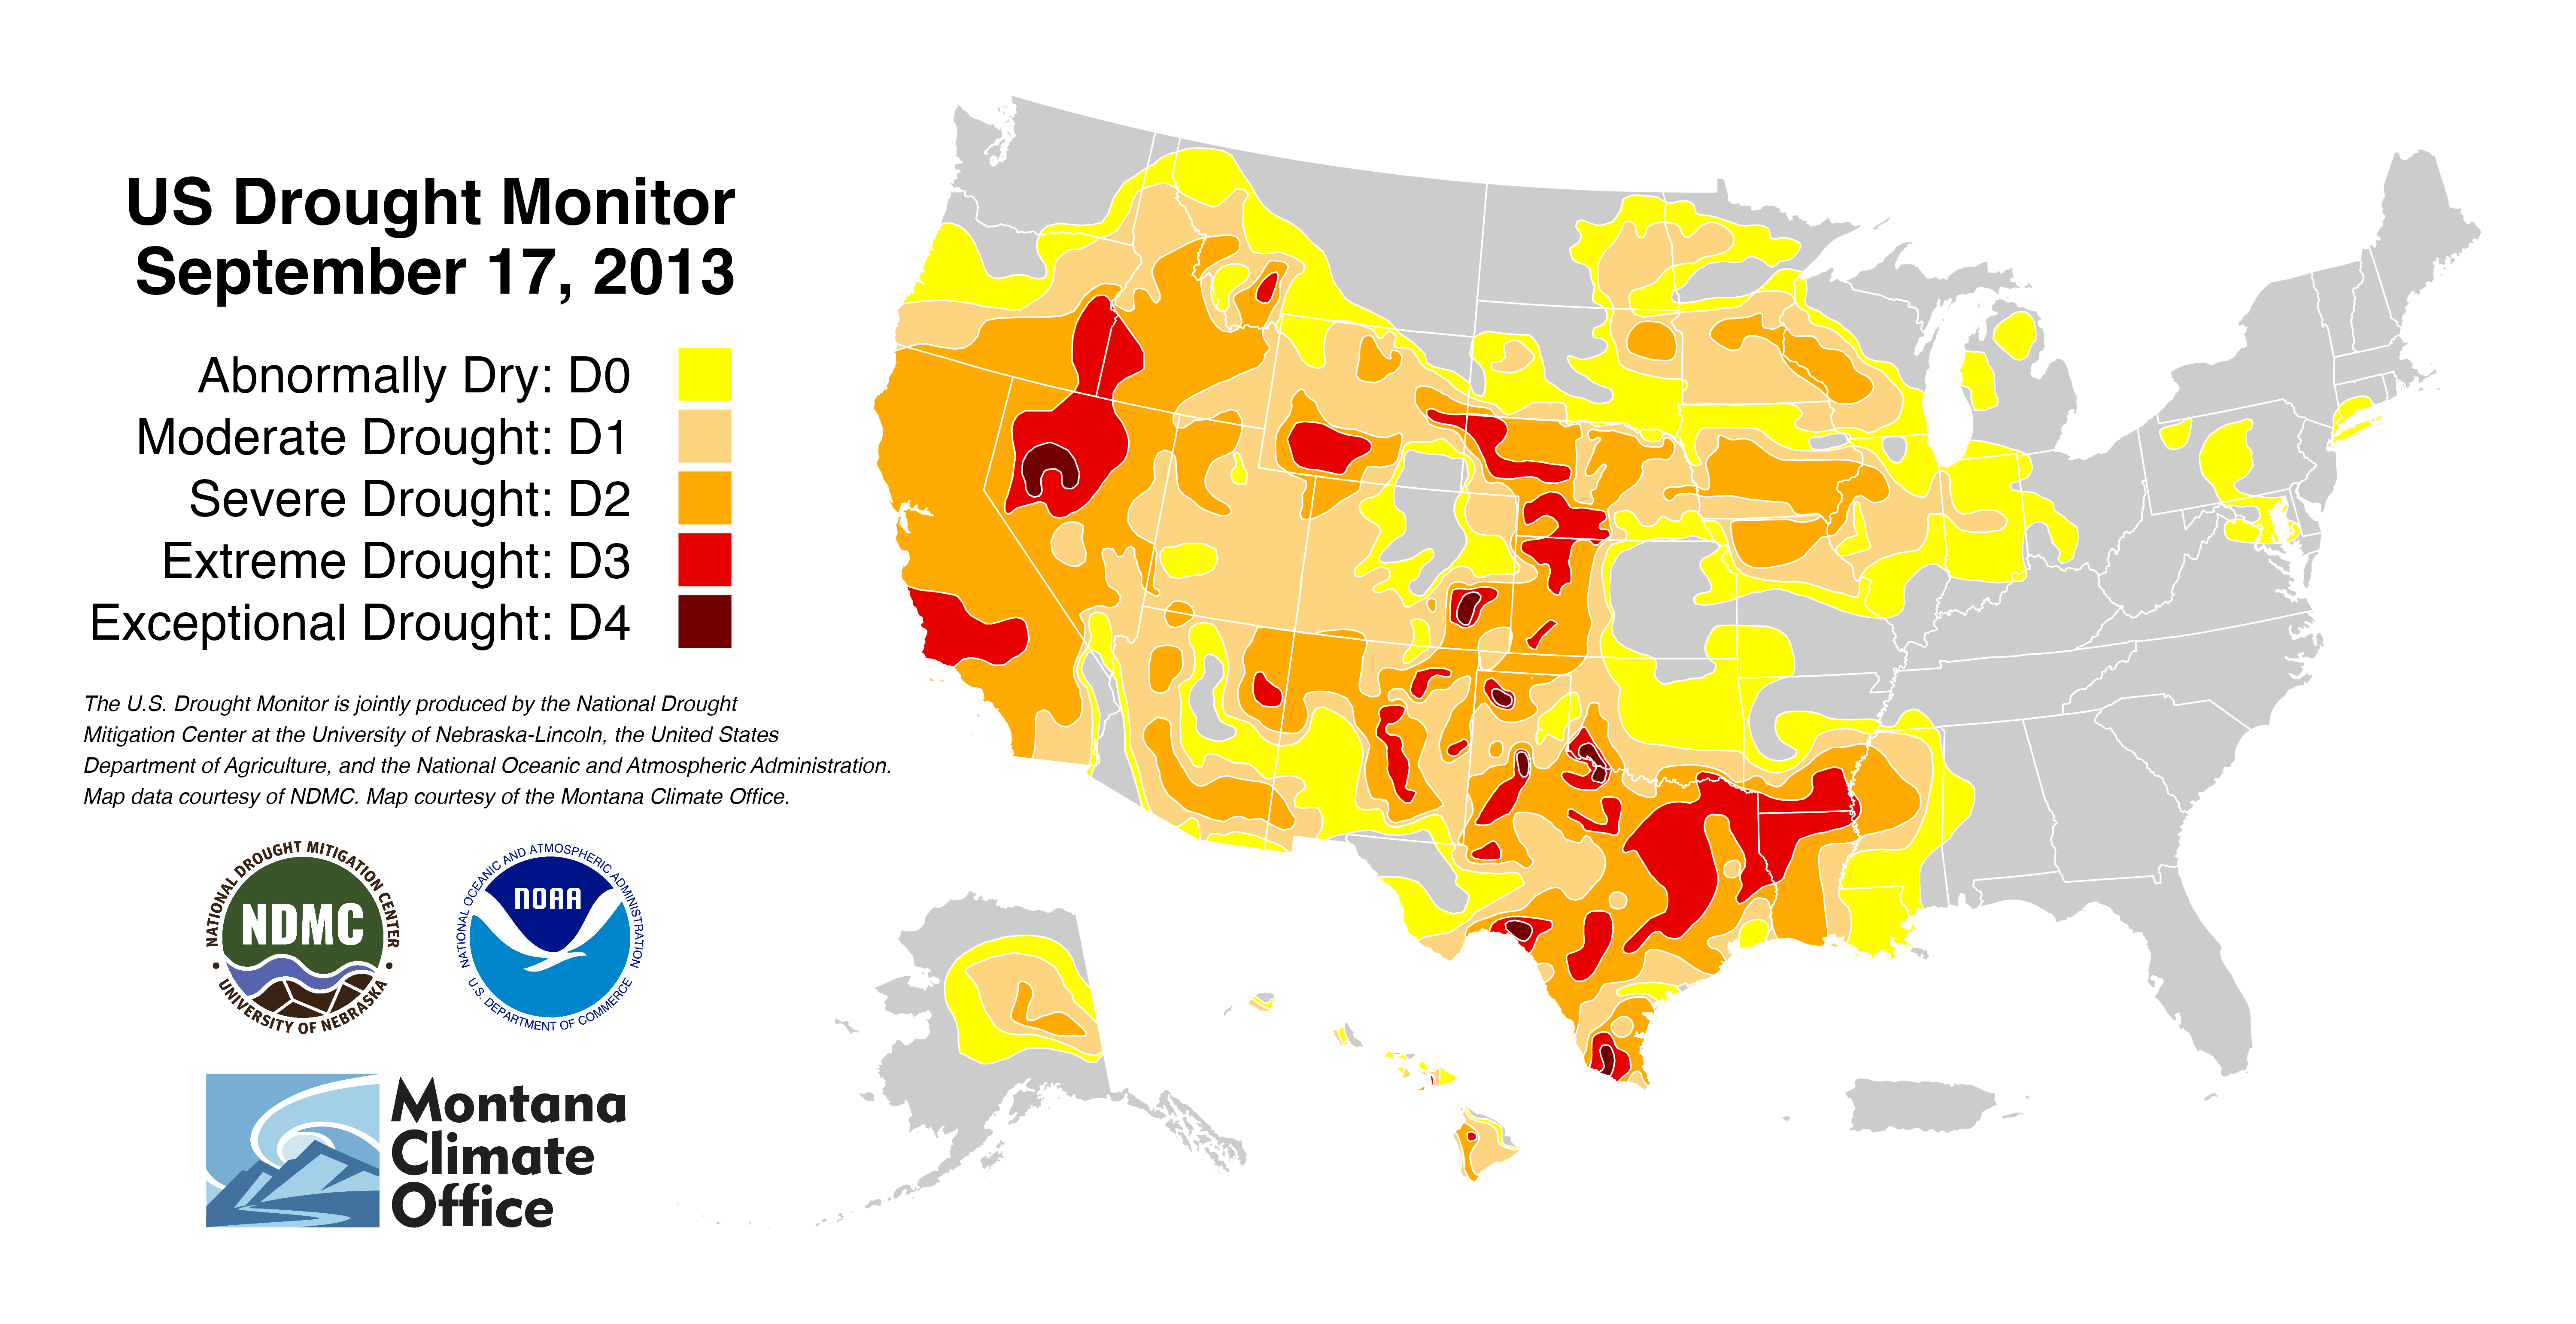 US Drought Monitor
September 17, 2013
Abnormally Dry: D0
Moderate Drought: D1
Severe Drought: D2
Extreme Drought: D3
Exceptional Drought: D4
The U.S. Drought Monitor is jointly produced by the National Drought
Mitigation Center at the University of Nebraska-Lincoln, the United States
Department of Agriculture, and the National Oceanic and Atmospheric Administration.
Map data courtesy of NDMC. Map courtesy of the Montana Climate Office.
NATIONAL DROUGHT MITIGATION CENTER
NDMC
UNIVERSITY OF NEBRASKA
NATIONAL OCEANIC AND ATMOSPHERIC ADMINISTRATION
NOAA
U.S. DEPARTMENT OF COMMERCE
Montana
Climate
Office